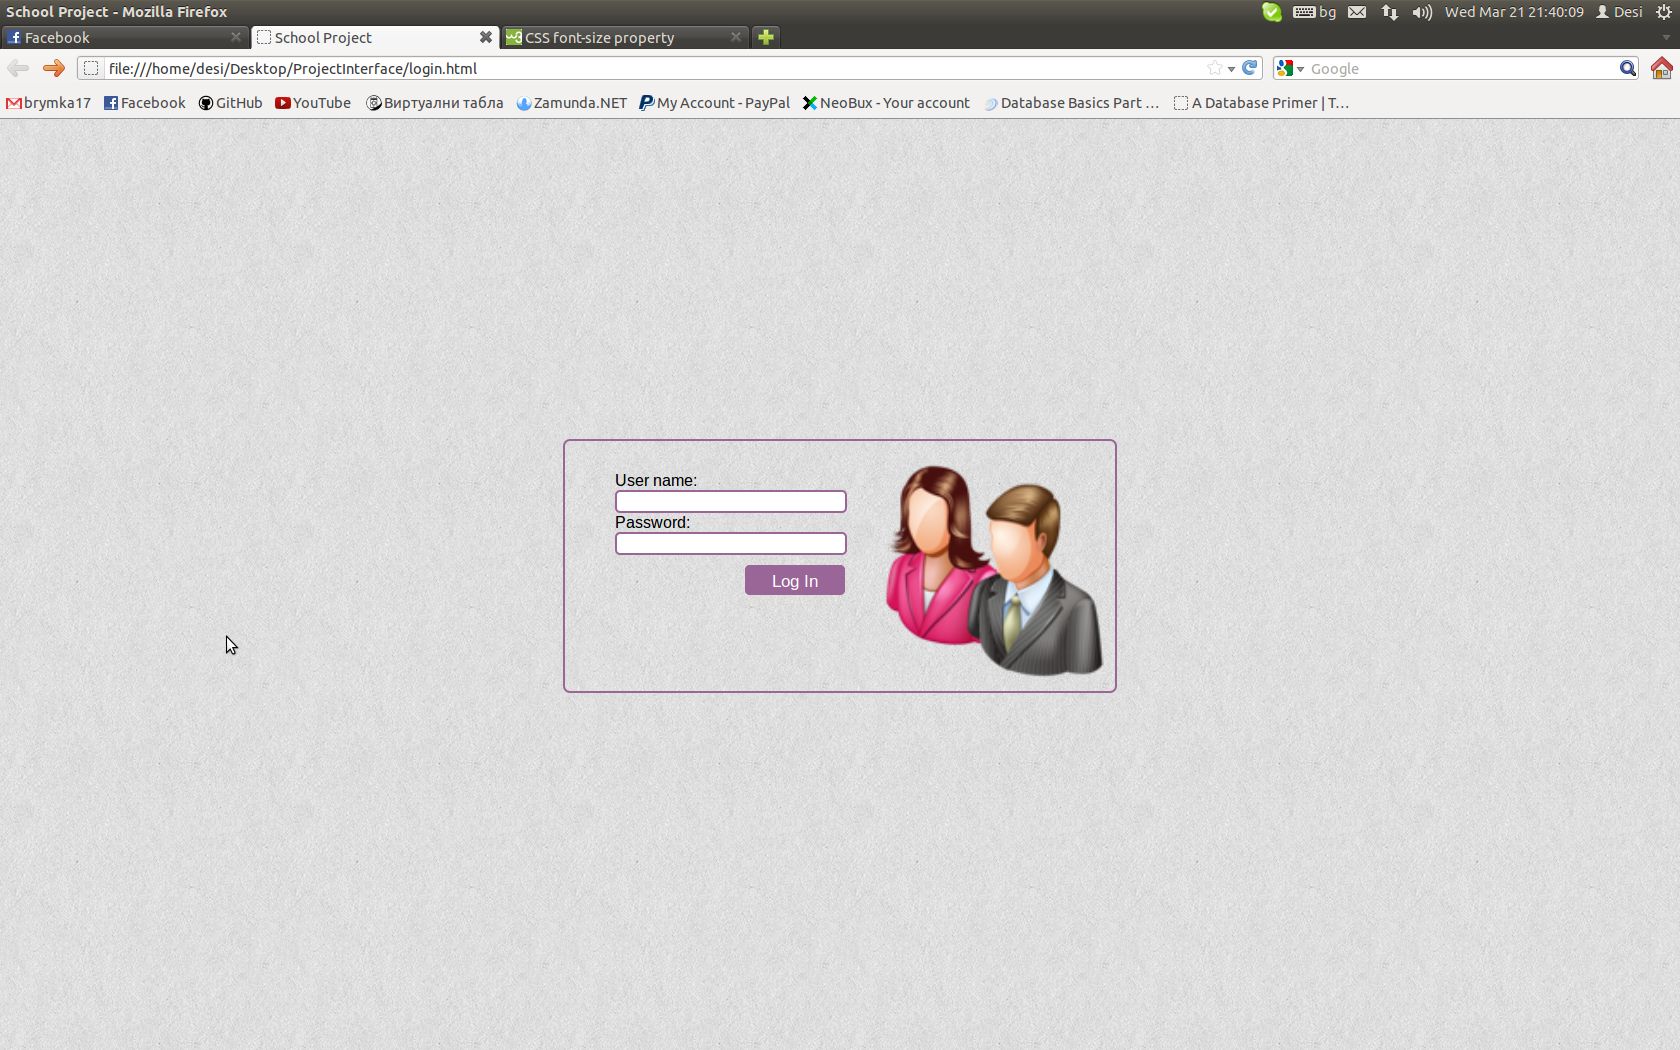 School Project - Mozilla Firefox
bg
Wed Mar 21 21:40:09
Desi
Facebook
School Project
CSS font-size property
file:///home/desi/Desktop/ProjectInterface/login.html
Google
brymka17
Facebook
GitHub
YouTube
Виртуални табла
Zamunda.NET
My Account - PayPal
NeoBux - Your account
Database Basics Part ...
A Database Primer | T...
User name:
Password:
Log In